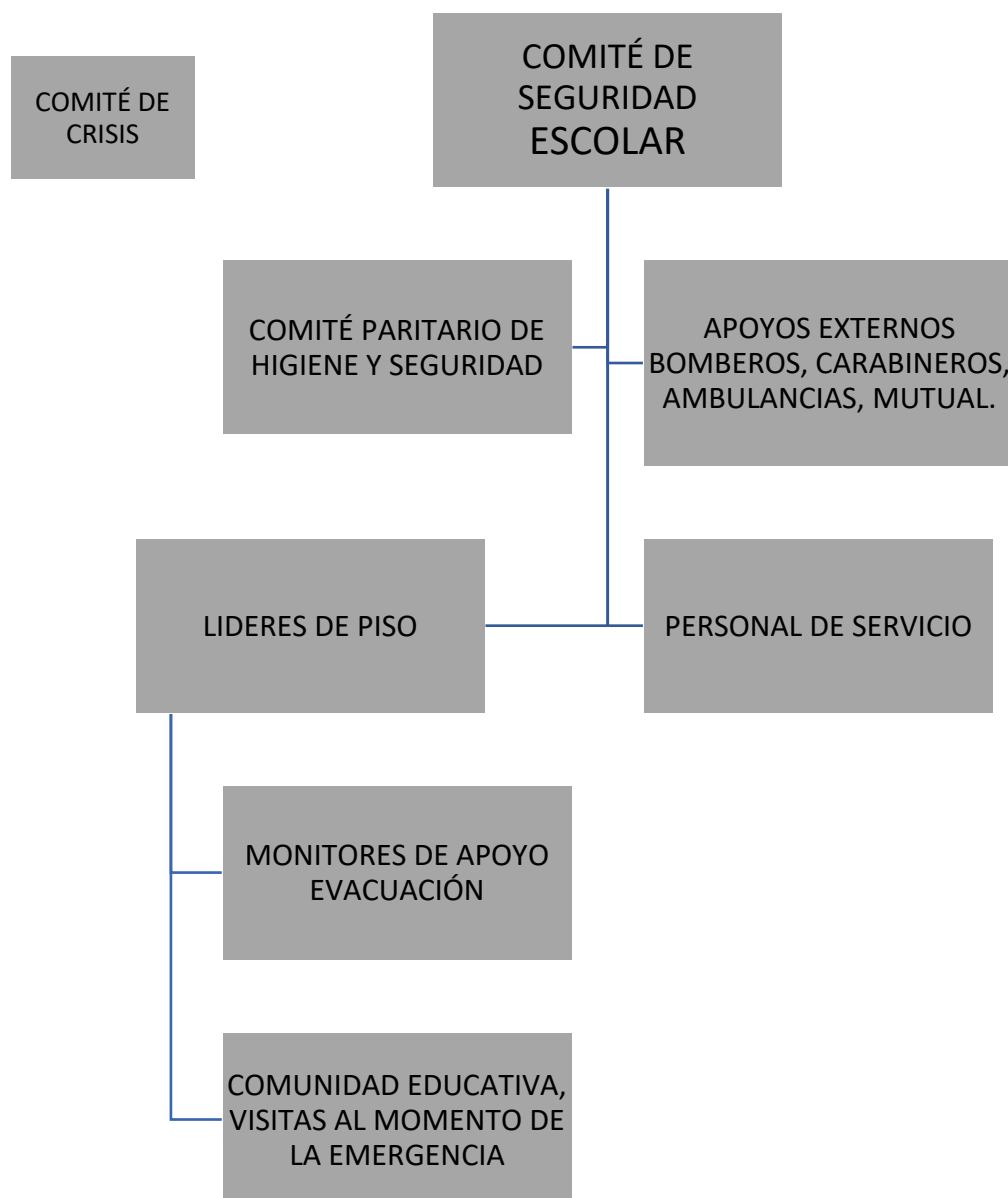 COMITÉ DE
CRISIS
COMITÉ DE
SEGURIDAD
ESCOLAR
COMITÉ PARITARIO DE
HIGIENE Y SEGURIDAD
APOYOS EXTERNOS
BOMBEROS, CARABINEROS,
AMBULANCIAS, MUTUAL.
LIDERES DE PISO
PERSONAL DE SERVICIO
MONITORES DE APOYO
EVACUACIÓN
COMUNIDAD EDUCATIVA,
VISITAS AL MOMENTO DE
LA EMERGENCIA